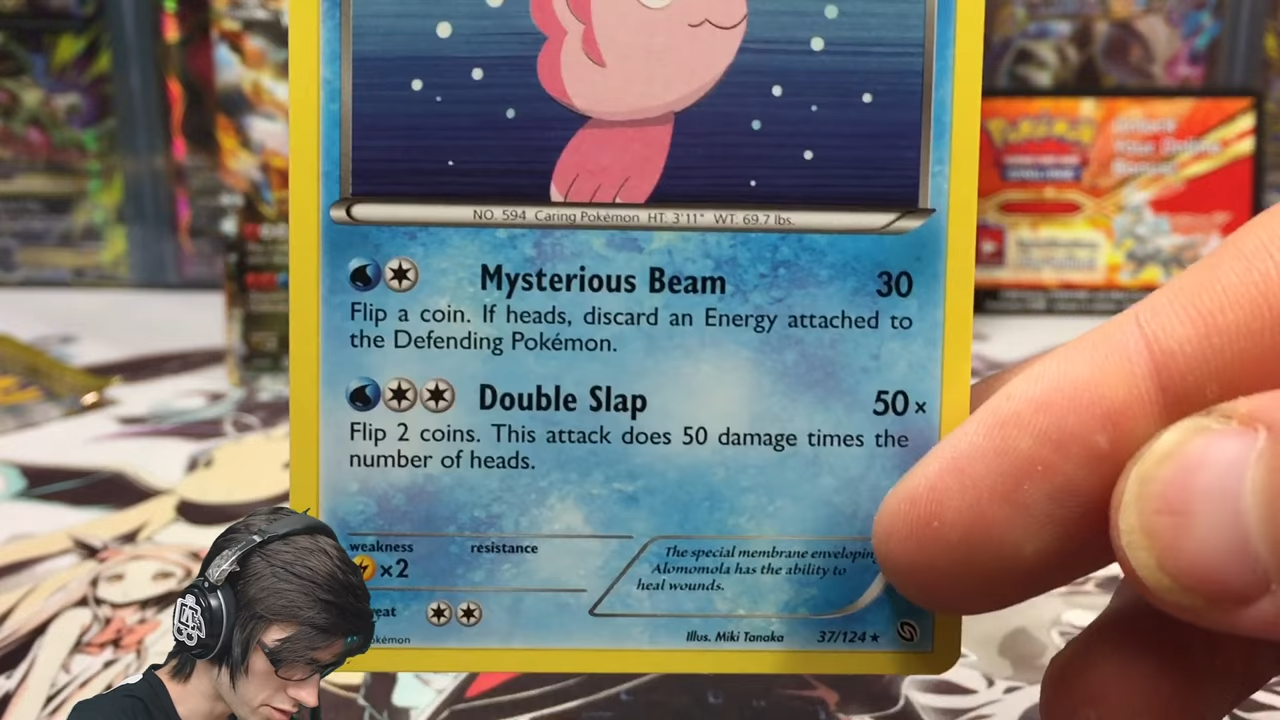 NO. 594 Caring Pokémon HT: 3'11" WT: 69.7 lbs.
Mysterious Beam 30
Flip a coin. If heads, discard an Energy attached to
the Defending Pokémon.
Double Slap 50×
Flip 2 coins. This attack does 50 damage times the
number of heads.
weakness resistance
×2
The special membrane envelopin
Alomomola has the ability to
heal wounds.
eat
okémon
Illus. Miki Tanaka 37/124 ★